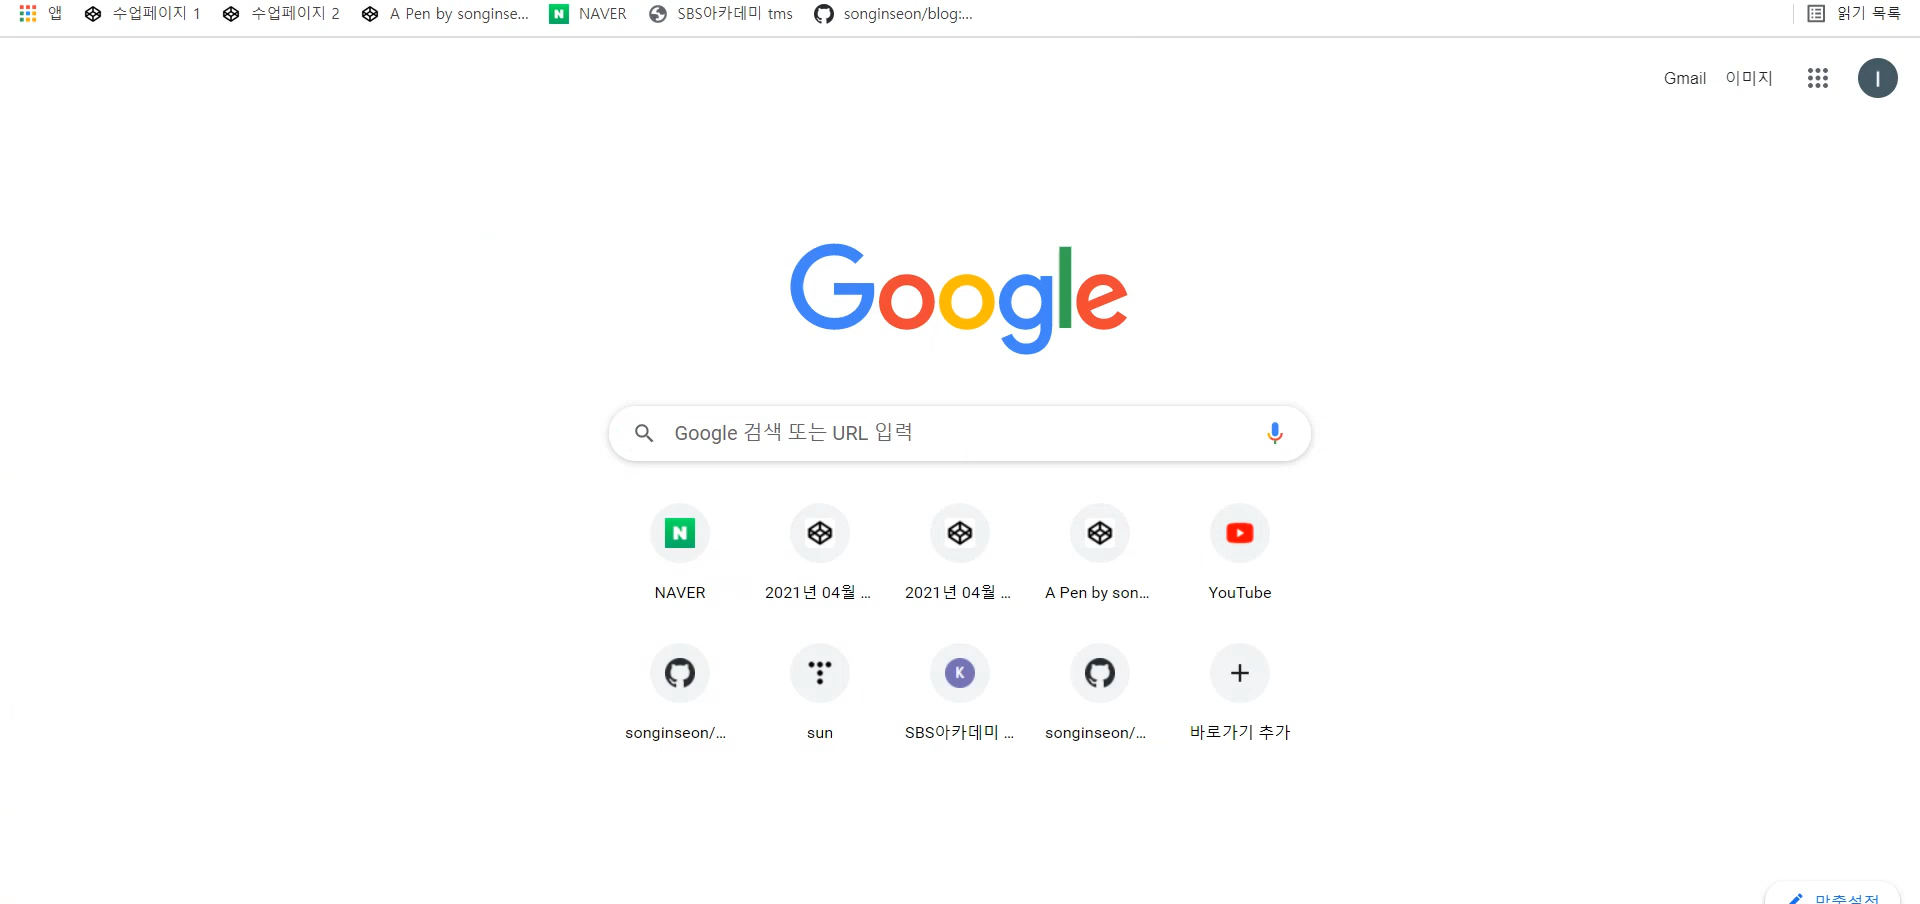 앱 수업페이지 1 수업페이지 2 A Pen by songinse... NAVER SBS아카데미 tms songinseon/blog:... 읽기 목록
Gmail 이미지 I
Google
Google 검색 또는 URL 입력
NAVER 2021년 04월 ... 2021년 04월 ... A Pen by son... YouTube
K
songinseon/... sun SBS아카데미 ... songinseon/... 바로가기 추가
맞춤설정